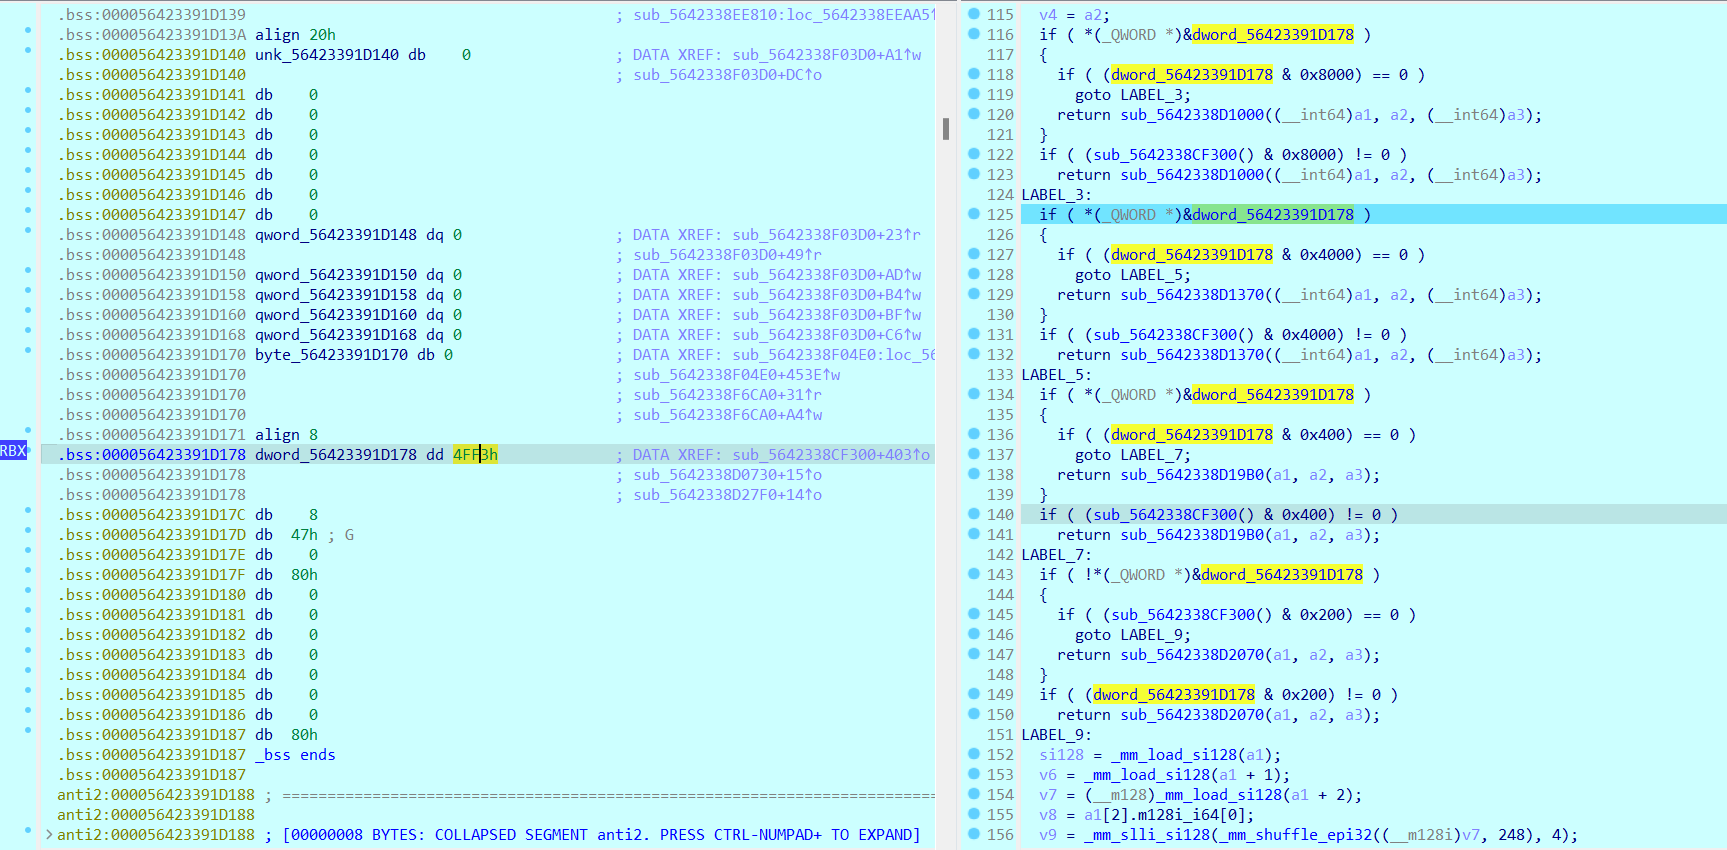 .bss:000056423391D139 ; sub_5642338EE810:loc_5642338EEAA5↑
.bss:000056423391D13A align 20h
.bss:000056423391D140 unk_56423391D140 db 0 ; DATA XREF: sub_5642338F03D0+A1↑w
.bss:000056423391D140 ; sub_5642338F03D0+DC↑o
.bss:000056423391D141 db 0
.bss:000056423391D142 db 0
.bss:000056423391D143 db 0
.bss:000056423391D144 db 0
.bss:000056423391D145 db 0
.bss:000056423391D146 db 0
.bss:000056423391D147 db 0
.bss:000056423391D148 qword_56423391D148 dq 0 ; DATA XREF: sub_5642338F03D0+23↑r
.bss:000056423391D148 ; sub_5642338F03D0+49↑r
.bss:000056423391D150 qword_56423391D150 dq 0 ; DATA XREF: sub_5642338F03D0+AD↑w
.bss:000056423391D158 qword_56423391D158 dq 0 ; DATA XREF: sub_5642338F03D0+B4↑w
.bss:000056423391D160 qword_56423391D160 dq 0 ; DATA XREF: sub_5642338F03D0+BF↑w
.bss:000056423391D168 qword_56423391D168 dq 0 ; DATA XREF: sub_5642338F03D0+C6↑w
.bss:000056423391D170 byte_56423391D170 db 0 ; DATA XREF: sub_5642338F04E0:loc_56
.bss:000056423391D170 ; sub_5642338F04E0+453E↑w
.bss:000056423391D170 ; sub_5642338F6CA0+31↑r
.bss:000056423391D170 ; sub_5642338F6CA0+A4↑w
.bss:000056423391D171 align 8
RBX .bss:000056423391D178 dword_56423391D178 dd 4FF3h ; DATA XREF: sub_5642338CF300+403↑o
.bss:000056423391D178 ; sub_5642338D0730+15↑o
.bss:000056423391D178 ; sub_5642338D27F0+14↑o
.bss:000056423391D17C db 8
.bss:000056423391D17D db 47h ; G
.bss:000056423391D17E db 0
.bss:000056423391D17F db 80h
.bss:000056423391D180 db 0
.bss:000056423391D181 db 0
.bss:000056423391D182 db 0
.bss:000056423391D183 db 0
.bss:000056423391D184 db 0
.bss:000056423391D185 db 0
.bss:000056423391D186 db 0
.bss:000056423391D187 db 80h
.bss:000056423391D187 _bss ends
.bss:000056423391D187
anti2:000056423391D188 ; =========================================================================
anti2:000056423391D188
anti2:000056423391D188 ; [00000008 BYTES: COLLAPSED SEGMENT anti2. PRESS CTRL-NUMPAD+ TO EXPAND]
115 v4 = a2;
116 if ( *(_QWORD *)&dword_56423391D178 )
117 {
118 if ( (dword_56423391D178 & 0x8000) == 0 )
119 goto LABEL_3;
120 return sub_5642338D1000((__int64)a1, a2, (__int64)a3);
121 }
122 if ( (sub_5642338CF300() & 0x8000) != 0 )
123 return sub_5642338D1000((__int64)a1, a2, (__int64)a3);
124 LABEL_3:
125 if ( *(_QWORD *)&dword_56423391D178 )
126 {
127 if ( (dword_56423391D178 & 0x4000) == 0 )
128 goto LABEL_5;
129 return sub_5642338D1370((__int64)a1, a2, (__int64)a3);
130 }
131 if ( (sub_5642338CF300() & 0x4000) != 0 )
132 return sub_5642338D1370((__int64)a1, a2, (__int64)a3);
133 LABEL_5:
134 if ( *(_QWORD *)&dword_56423391D178 )
135 {
136 if ( (dword_56423391D178 & 0x400) == 0 )
137 goto LABEL_7;
138 return sub_5642338D19B0(a1, a2, a3);
139 }
140 if ( (sub_5642338CF300() & 0x400) != 0 )
141 return sub_5642338D19B0(a1, a2, a3);
142 LABEL_7:
143 if ( !*(_QWORD *)&dword_56423391D178 )
144 {
145 if ( (sub_5642338CF300() & 0x200) == 0 )
146 goto LABEL_9;
147 return sub_5642338D2070(a1, a2, a3);
148 }
149 if ( (dword_56423391D178 & 0x200) != 0 )
150 return sub_5642338D2070(a1, a2, a3);
151 LABEL_9:
152 si128 = _mm_load_si128(a1);
153 v6 = _mm_load_si128(a1 + 1);
154 v7 = (__m128)_mm_load_si128(a1 + 2);
155 v8 = a1[2].m128i_i64[0];
156 v9 = _mm_slli_si128(_mm_shuffle_epi32((__m128i)v7, 248), 4);